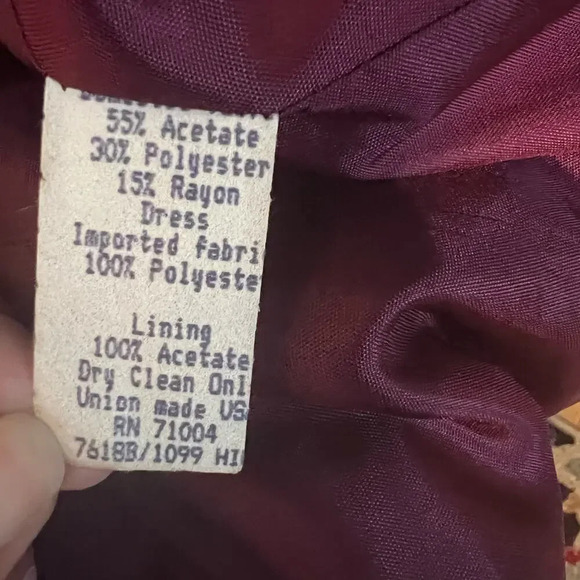 55% Acetate
30% Polyester
15% Rayon
Dress
Imported fabri
100% Polyeste
Lining
100% Acetate
Dry Clean Onl
Union made US
RN 71004
7618B/1099 HI